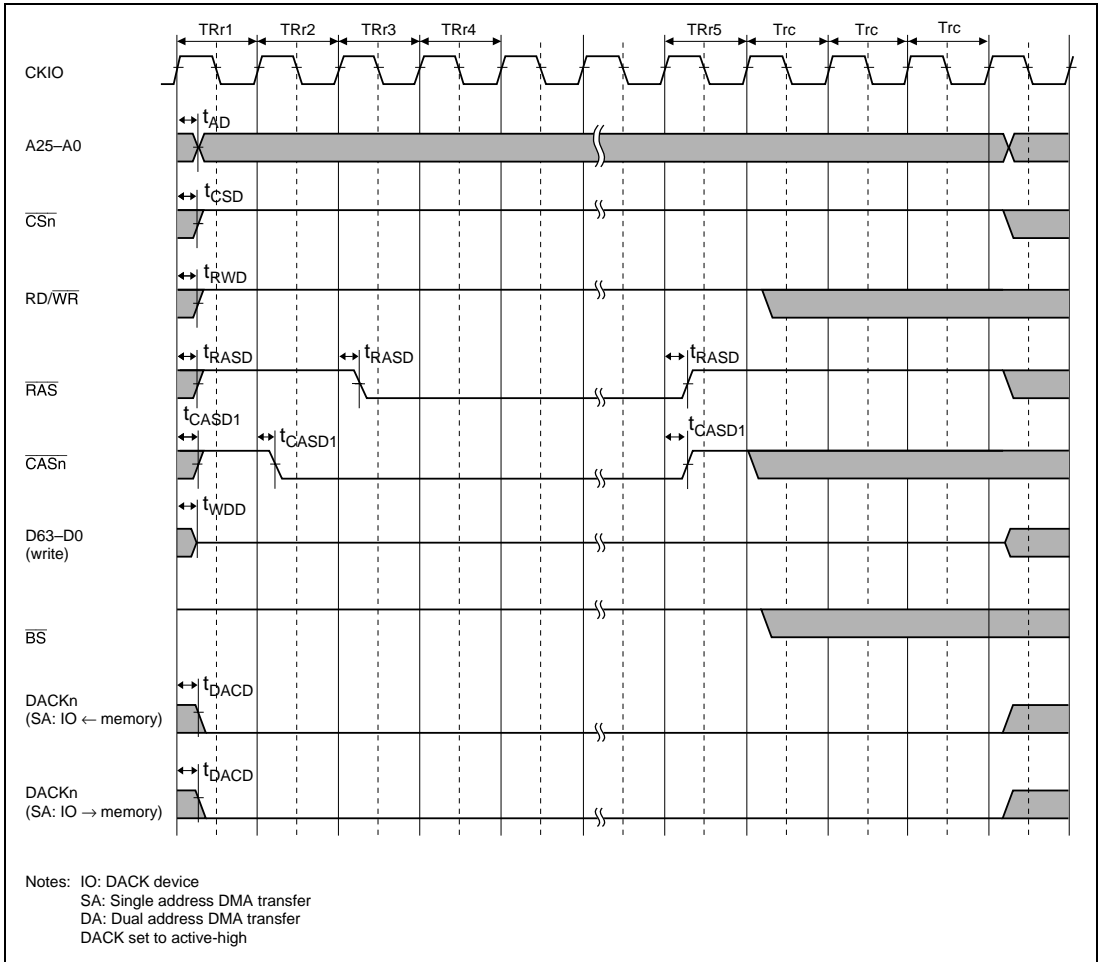 TRr1 TRr2 TRr3 TRr4 TRr5 Trc Trc Trc
CKIO
tAD
A25–A0
tCSD
CSn
tRWD
RD/WR
tRASD tRASD tRASD
RAS
tCASD1 tCASD1 tCASD1
CASn
tWDD
D63–D0
(write)
BS
tDACD
DACKn
(SA: IO ← memory)
tDACD
DACKn
(SA: IO → memory)
Notes: IO: DACK device
SA: Single address DMA transfer
DA: Dual address DMA transfer
DACK set to active-high